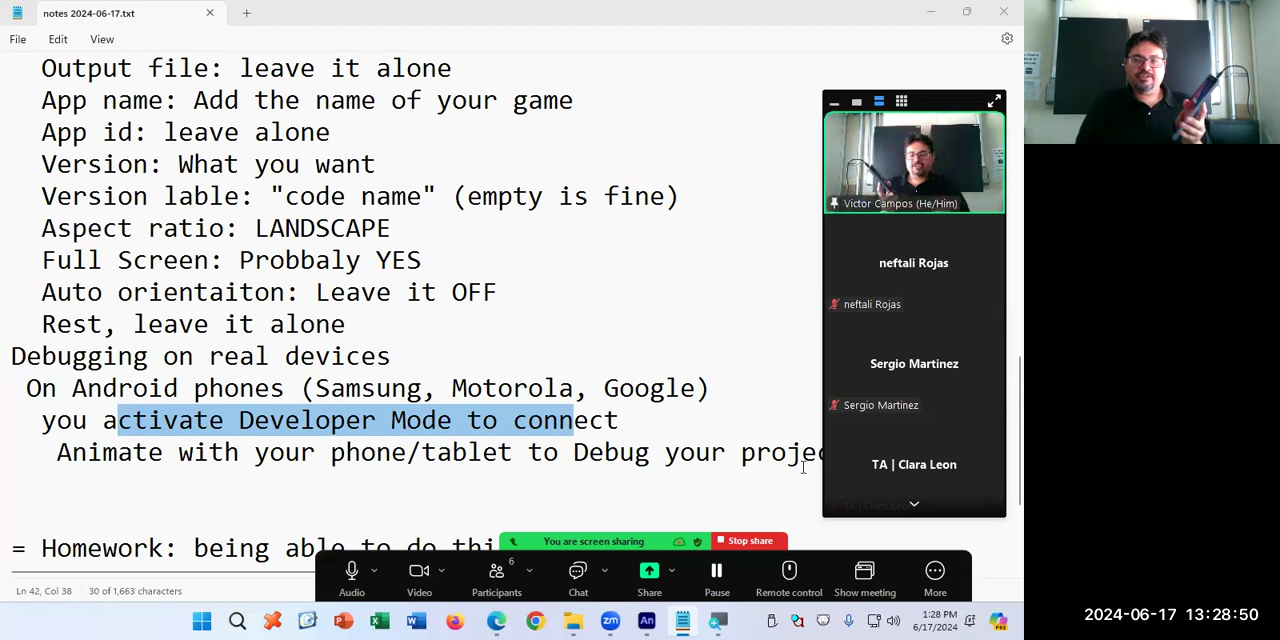 notes 2024-06-17.txt
File Edit View
Output file: leave it alone
App name: Add the name of your game
App id: leave alone
Version: What you want
Version lable: "code name" (empty is fine)
Aspect ratio: LANDSCAPE
Full Screen: Probbaly YES
Auto orientaiton: Leave it OFF
Rest, leave it alone
Debugging on real devices
On Android phones (Samsung, Motorola, Google)
you activate Developer Mode to connect
Animate with your phone/tablet to Debug your projec
= Homework: being able to do thi
Ln 42, Col 38 30 of 1,663 characters
Victor Campos (He/Him)
neftali Rojas
neftali Rojas
Sergio Martinez
Sergio Martinez
TA | Clara Leon
You are screen sharing Stop share
6
Audio Video Participants Chat Share Pause Remote control Show meeting More
zm An
1:28 PM
6/17/2024
PRE
2024-06-17 13:28:50